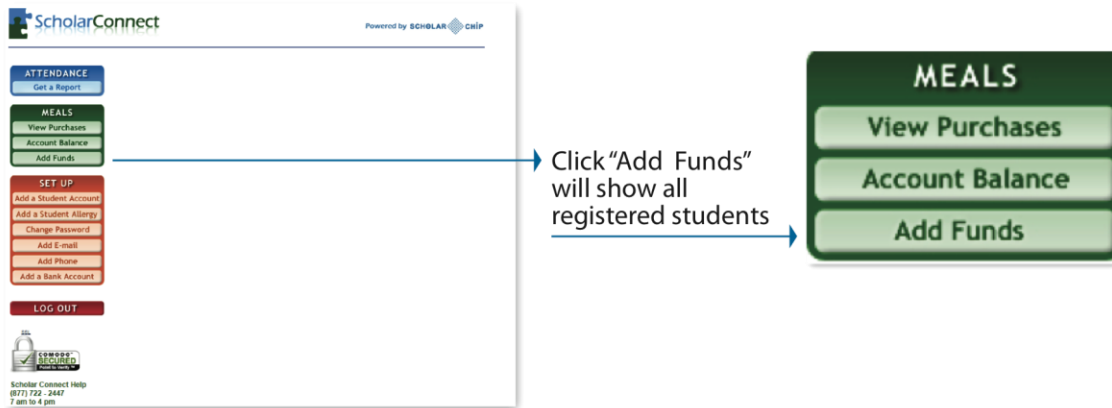 ScholarConnect
Powered by SCHOLAR CHIP
ATTENDANCE
Get a Report
MEALS
View Purchases
Account Balance
Add Funds
SET UP
Add a Student Account
Add a Student Allergy
Change Password
Add E-mail
Add Phone
Add a Bank Account
LOG OUT
COMODO
SECURED
Scholar Connect Help
(877) 722 - 2447
7 am to 4 pm
Click “Add Funds”
will show all
registered students
MEALS
View Purchases
Account Balance
Add Funds